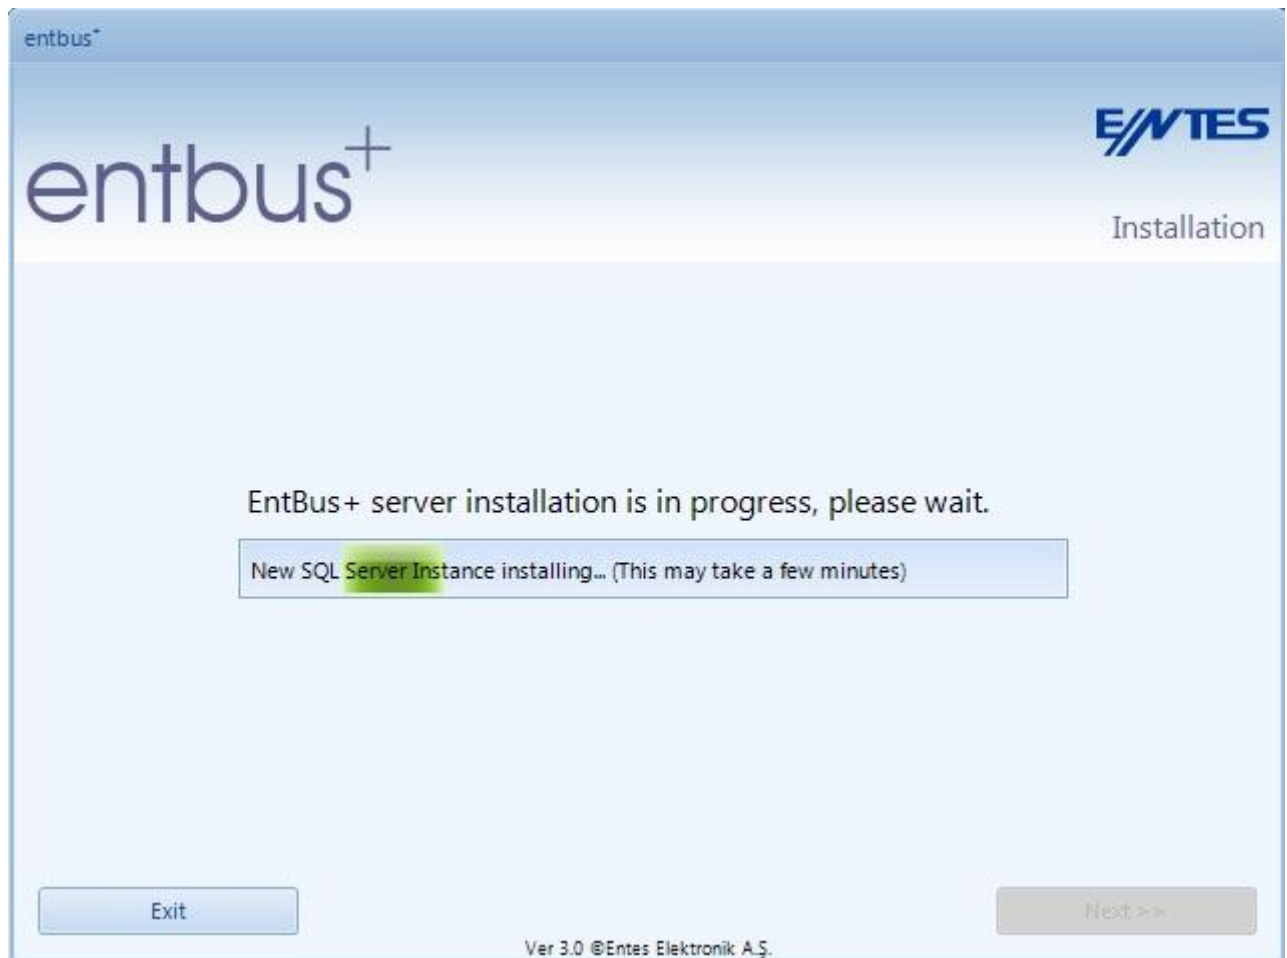 entbus+
entbus+
ENTES
Installation
EntBus+ server installation is in progress, please wait.
New SQL Server Instance installing... (This may take a few minutes)
Exit
Next >>
Ver 3.0 ©Entes Elektronik A.Ş.